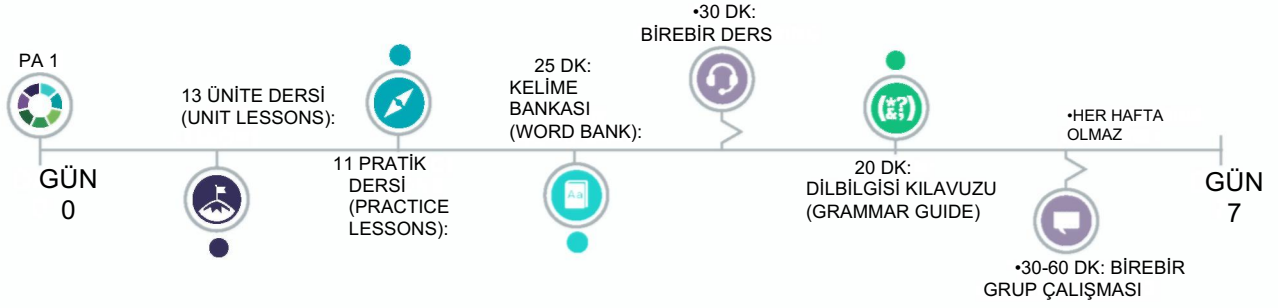 PA 1
GÜN
0
13 ÜNİTE DERSİ
(UNIT LESSONS):
11 PRATİK
DERSİ
(PRACTICE
LESSONS):
25 DK:
KELİME
BANKASI
(WORD BANK):
Aa
•30 DK:
BİREBİR DERS
(*?)
&;
20 DK:
DİLBİLGİSİ KILAVUZU
(GRAMMAR GUIDE)
•HER HAFTA
OLMAZ
•30-60 DK: BİREBİR
GRUP ÇALIŞMASI
GÜN
7